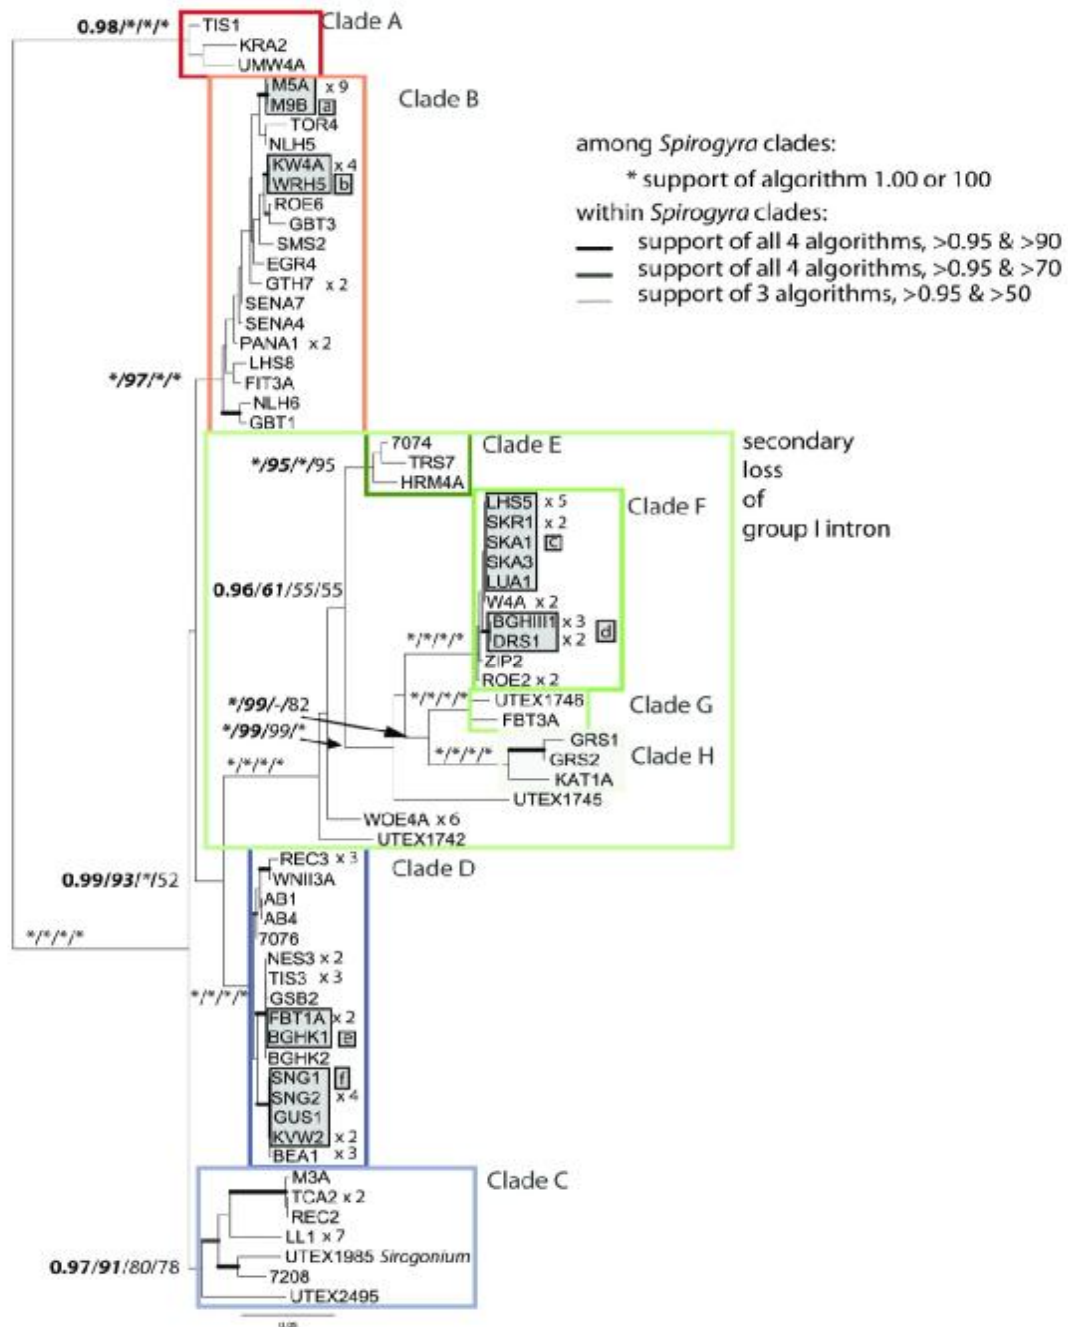 0.98/*/*/*
TIS1
Clade A
KRA2
UMW4A
M5A x 9
Clade B
M9B a
TOR4
NLH5
KW4A x 4
WRH5 b
ROE6
GBT3
SMS2
EGR4
GTH7 x 2
SENA7
SENA4
PANA1 x 2
LHS8
*/97/*/*
FIT3A
NLH6
GBT1
among Spirogyra clades:
* support of algorithm 1.00 or 100
within Spirogyra clades:
support of all 4 algorithms, >0.95 & >90
support of all 4 algorithms, >0.95 & >70
support of 3 algorithms, >0.95 & >50
7074
Clade E
*/95/*/95
TRS7
HRM4A
secondary
loss
of
group I intron
LHS5 x 5
Clade F
SKR1 x 2
SKA1 c
SKA3
LUA1
0.96/61/55/55
W4A x 2
BGHIII1 x 3
d
DRS1 x 2
*/*/*/*
ZIP2
ROE2 x 2
*/*/*/*
UTEX1746
Clade G
*/99/-/82
FBT3A
*/99/99/*
GRS1
*/*/*/*
GRS2
Clade H
*/*/*/*
KAT1A
UTEX1745
WOE4A x 6
UTEX1742
REC3 x 3
Clade D
0.99/93/*/52
WNII3A
AB1
AB4
*/*/*/*
7076
NES3 x 2
TIS3 x 3
*/*/*/*
GSB2
FBT1A x 2
BGHK1 e
BGHK2
SNG1 f
SNG2 x 4
GUS1
KVW2 x 2
BEA1 x 3
M3A
Clade C
TCA2 x 2
REC2
LL1 x 7
UTEX1985 Sirogonium
0.97/91/80/78
7208
UTEX2495